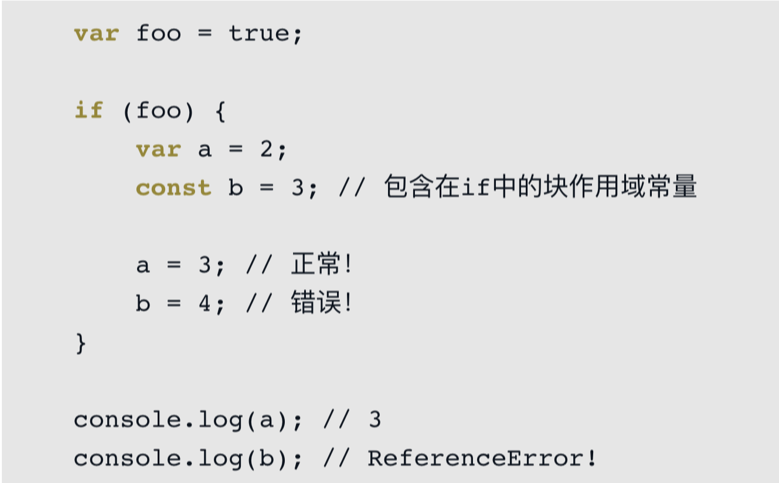 var foo = true;
if (foo) {
var a = 2;
const b = 3; // 包含在if中的块作用域常量
a = 3; // 正常!
b = 4; // 错误!
}
console.log(a); // 3
console.log(b); // ReferenceError!